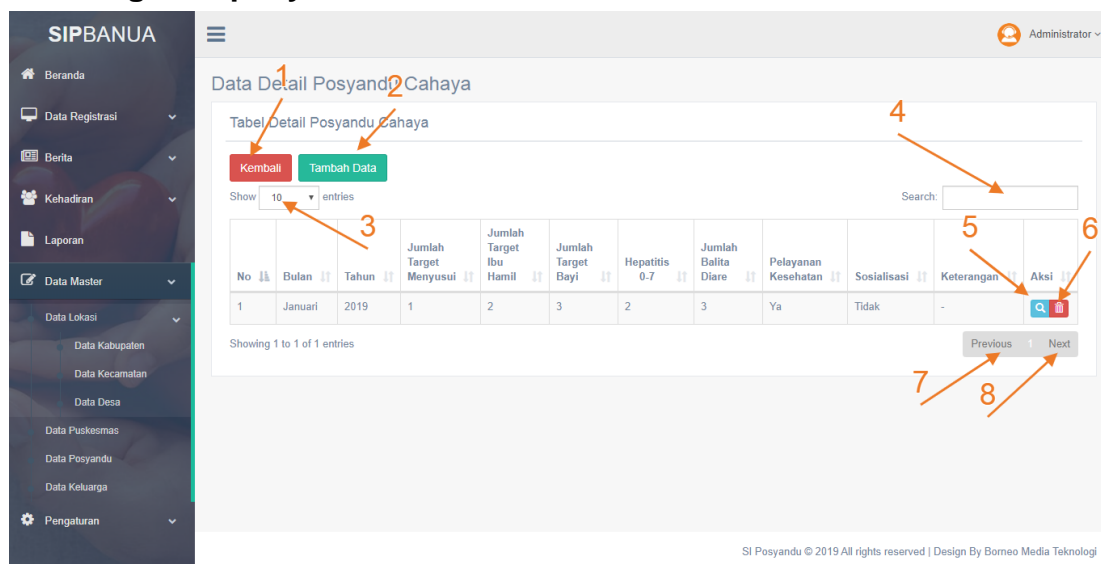 SIPBANUA
Administrator
Beranda
Data Registrasi
Berita
Kehadiran
Laporan
Data Master
Data Lokasi
Data Kabupaten
Data Kecamatan
Data Desa
Data Puskesmas
Data Posyandu
Data Keluarga
Pengaturan
Data Detail Posyandu Cahaya
1
2
Tabel Detail Posyandu Cahaya
4
Kembali Tambah Data
Show 10 entries
Search:
3
5
6
No Bulan Tahun Jumlah Target Menyusui Jumlah Target Ibu Hamil Jumlah Target Bayi Hepatitis 0-7 Jumlah Balita Diare Pelayanan Kesehatan Sosialisasi Keterangan Aksi
1 Januari 2019 1 2 3 2 3 Ya Tidak -
Showing 1 to 1 of 1 entries
Previous 1 Next
7
8
SI Posyandu © 2019 All rights reserved | Design By Borneo Media Teknologi